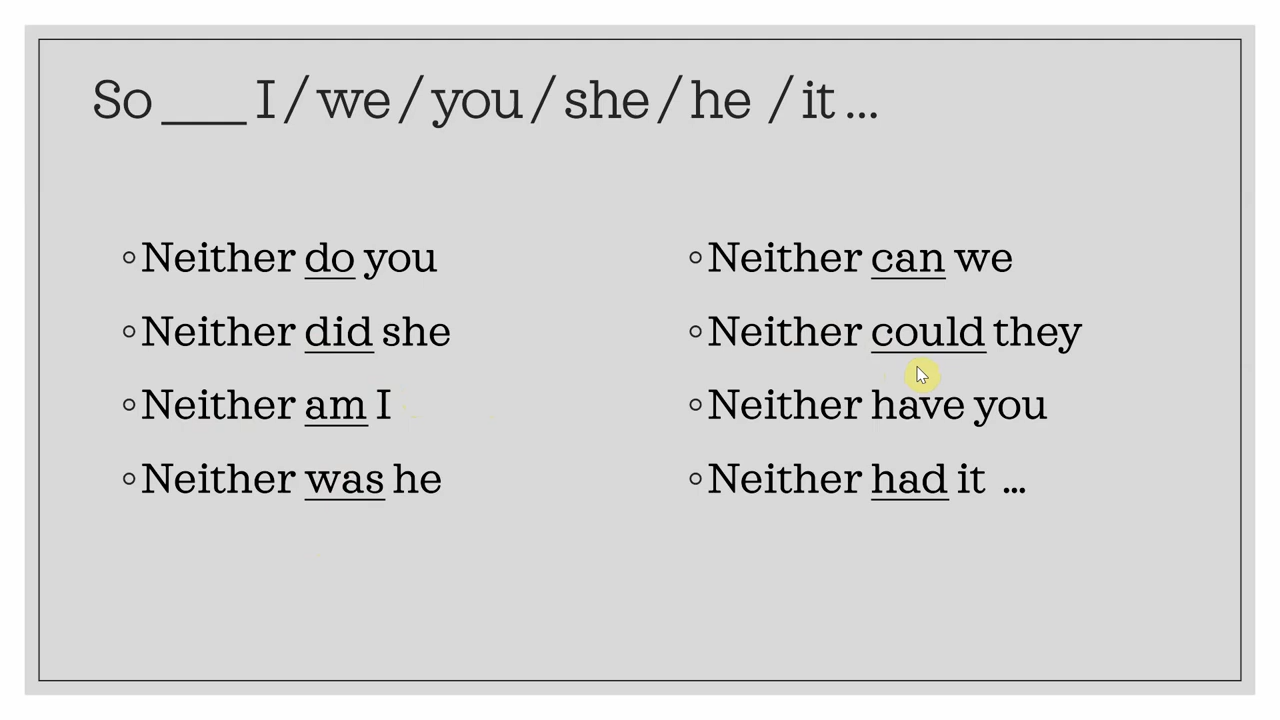 So ___ I / we / you / she / he / it ...
◦Neither do you
◦Neither did she
◦Neither am I
◦Neither was he
◦Neither can we
◦Neither could they
◦Neither have you
◦Neither had it ...